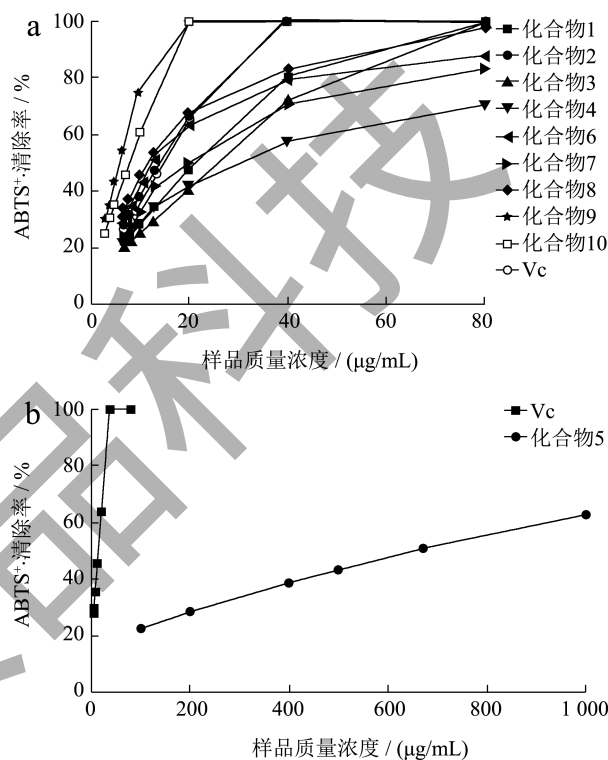 a
100
80
60
40
20
0
ABTS⁺·清除率 / %
0 20 40 60 80
样品质量浓度 / (μg/mL)
化合物1
化合物2
化合物3
化合物4
化合物6
化合物7
化合物8
化合物9
化合物10
Vc
b
100
80
60
40
20
0
ABTS⁺·清除率 / %
0 200 400 600 800 1 000
样品质量浓度 / (μg/mL)
Vc
化合物5
品科技